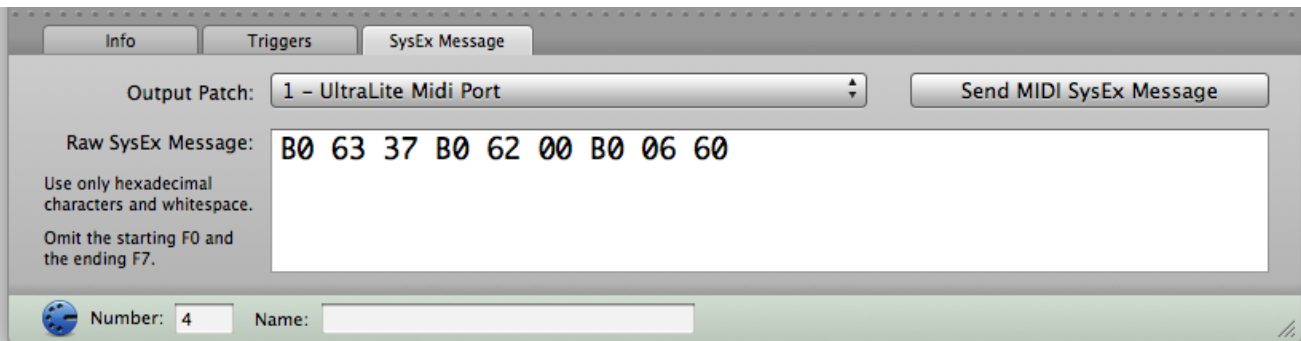 Info Triggers SysEx Message
Output Patch: 1 – UltraLite Midi Port Send MIDI SysEx Message
Raw SysEx Message: B0 63 37 B0 62 00 B0 06 60
Use only hexadecimal
characters and whitespace.
Omit the starting F0 and
the ending F7.
Number: 4 Name: